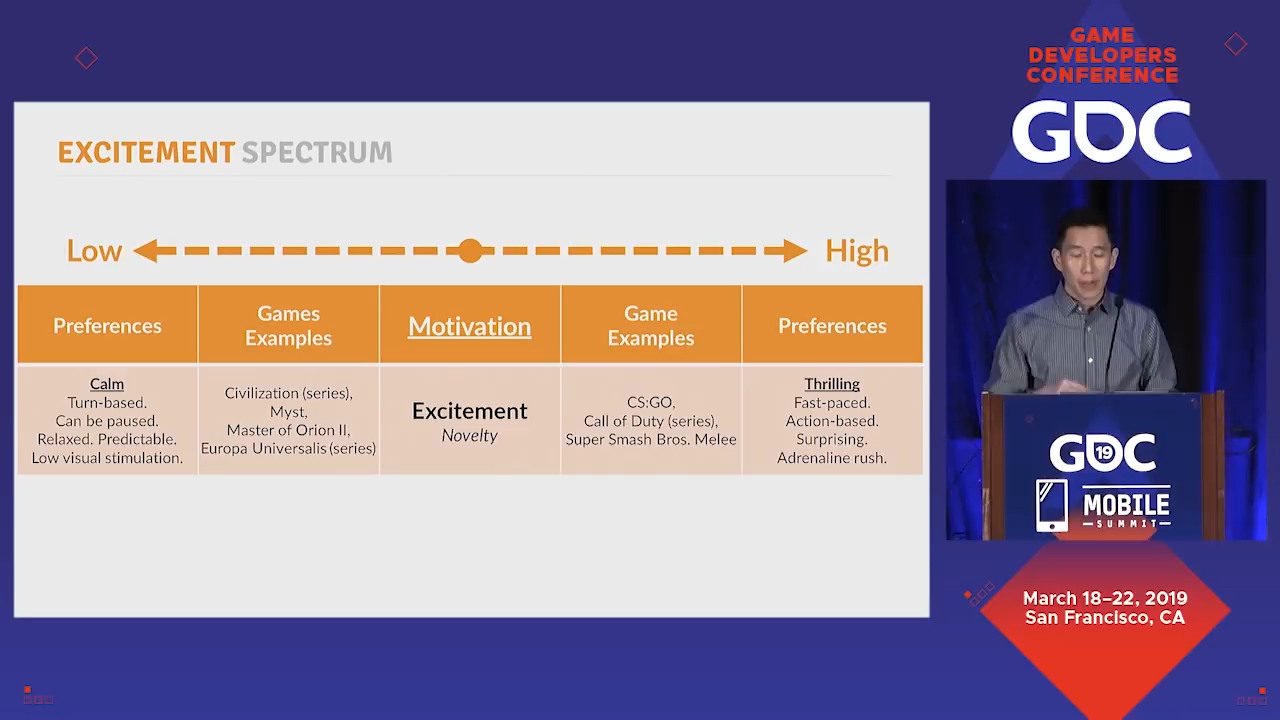 GAME
DEVELOPERS
CONFERENCE
GDC
EXCITEMENT SPECTRUM
Low
High
Preferences
Games
Examples
Motivation
Game
Examples
Preferences
Calm
Turn-based.
Can be paused.
Relaxed. Predictable.
Low visual stimulation.
Civilization (series),
Myst,
Master of Orion II,
Europa Universalis (series)
Excitement
Novelty
CS:GO,
Call of Duty (series),
Super Smash Bros. Melee
Thrilling
Fast-paced.
Action-based.
Surprising.
Adrenaline rush.
GDC
19
MOBILE
SUMMIT
March 18–22, 2019
San Francisco, CA